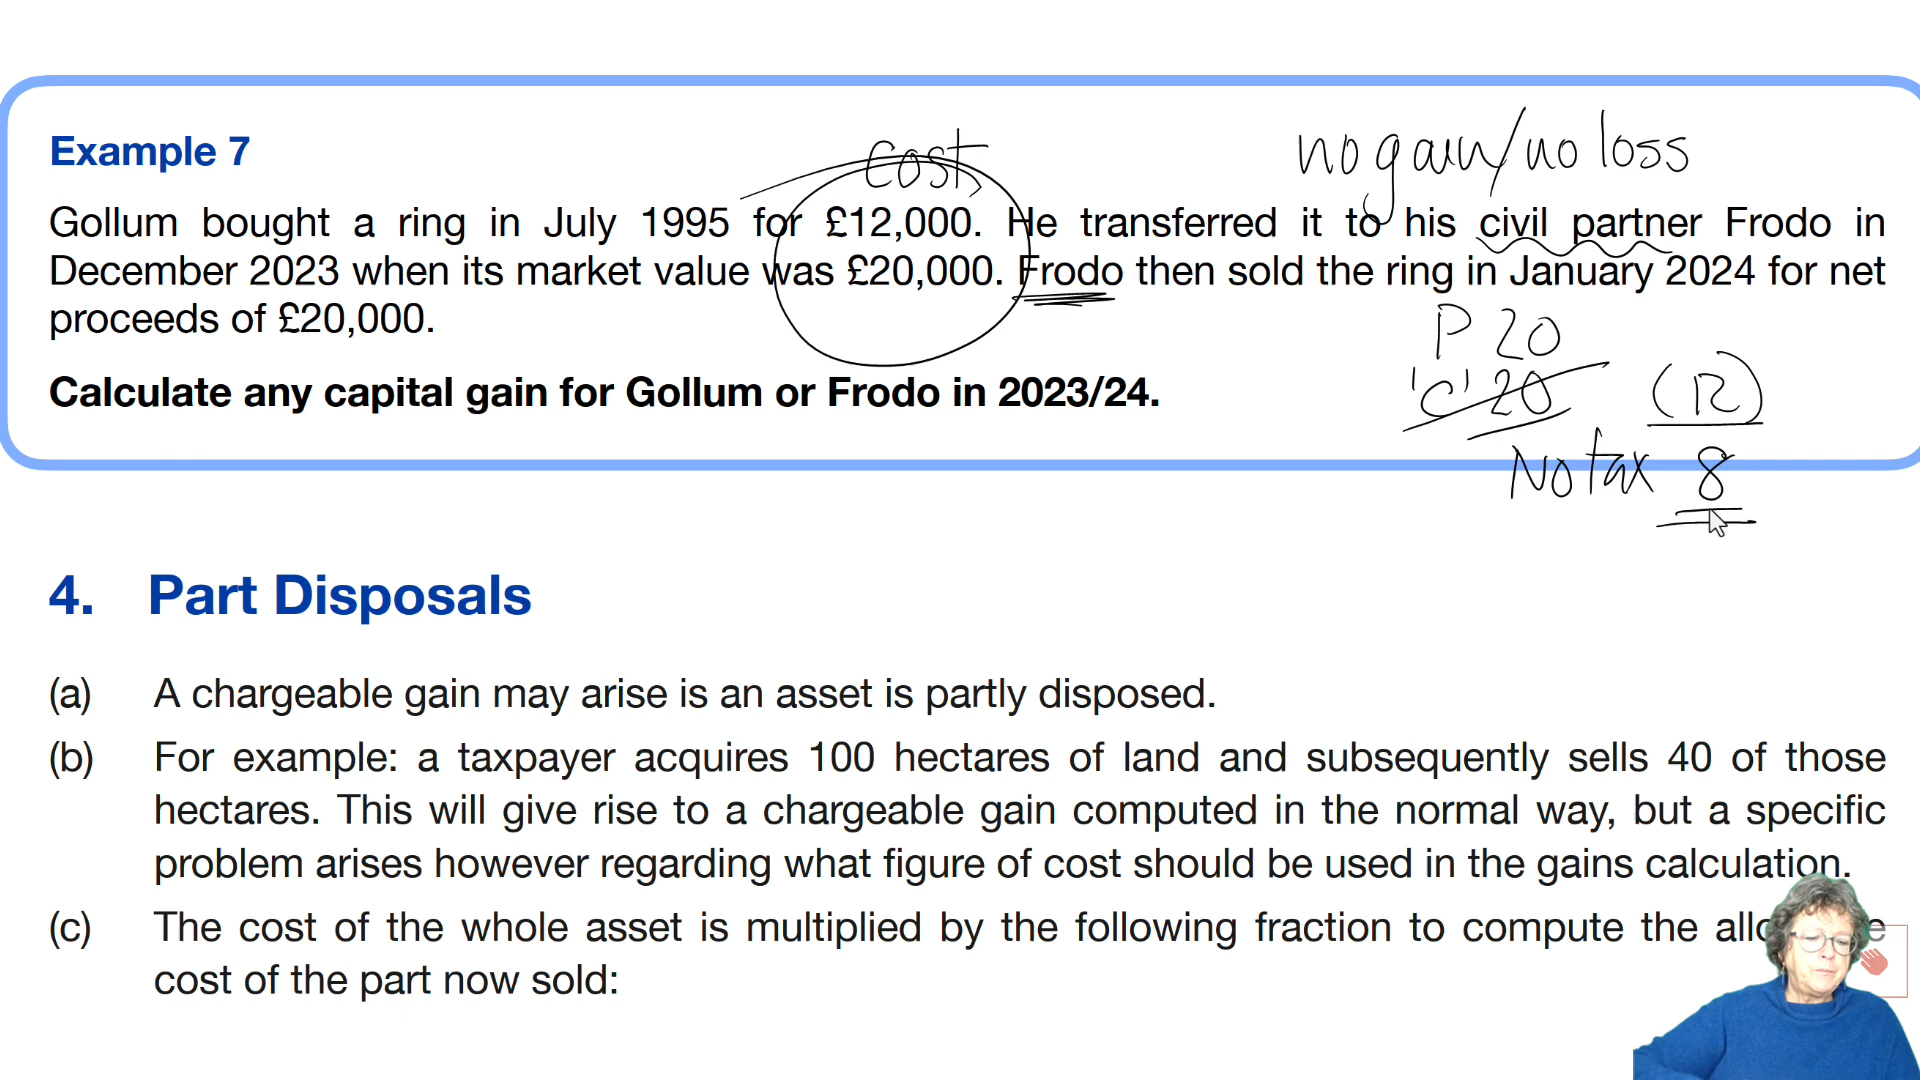 cost
no gain/no loss
Example 7
Gollum bought a ring in July 1995 for £12,000. He transferred it to his civil partner Frodo in
December 2023 when its market value was £20,000. Frodo then sold the ring in January 2024 for net
proceeds of £20,000.
P 20
Calculate any capital gain for Gollum or Frodo in 2023/24.
'C' 20 (12)
No tax 8
4. Part Disposals
(a) A chargeable gain may arise is an asset is partly disposed.
(b) For example: a taxpayer acquires 100 hectares of land and subsequently sells 40 of those
hectares. This will give rise to a chargeable gain computed in the normal way, but a specific
problem arises however regarding what figure of cost should be used in the gains calculation.
(c) The cost of the whole asset is multiplied by the following fraction to compute the
cost of the part now sold: